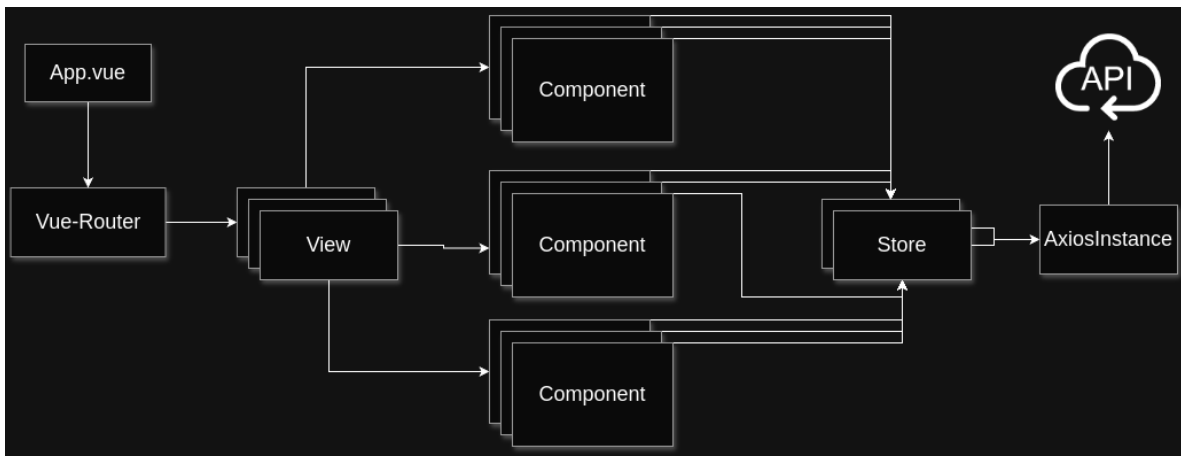 App.vue
Vue-Router
View
Component
Component
Component
Store
AxiosInstance
API